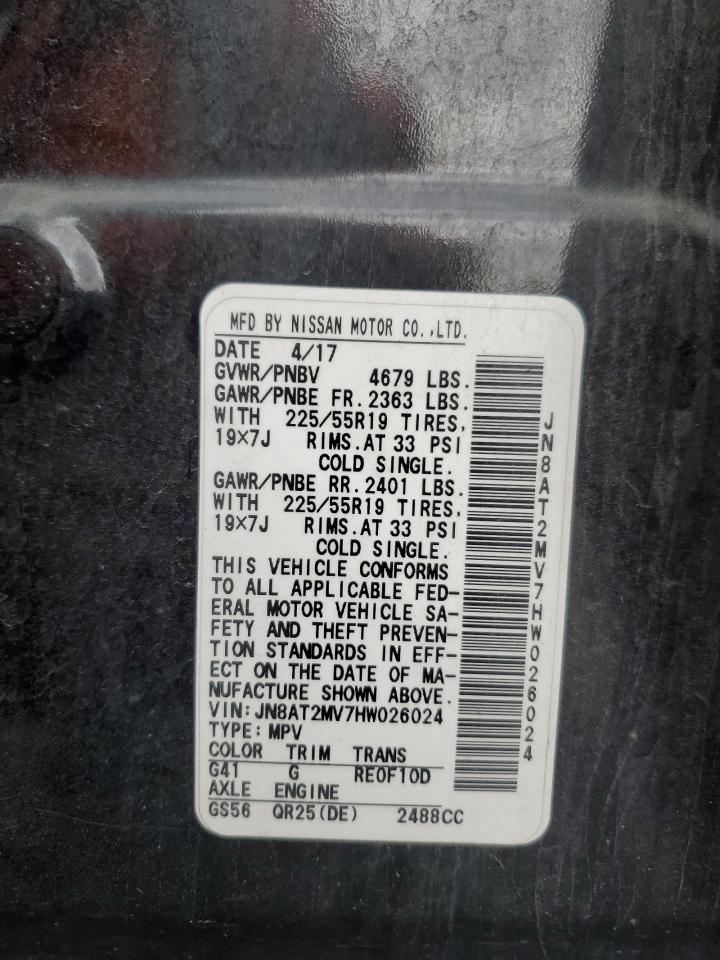 MFD BY NISSAN MOTOR CO.,LTD.
DATE 4/17
GVWR/PNBV 4679 LBS.
GAWR/PNBE FR.2363 LBS.
WITH 225/55R19 TIRES,
19×7J RIMS.AT 33 PSI
COLD SINGLE.
GAWR/PNBE RR.2401 LBS.
WITH 225/55R19 TIRES,
19×7J RIMS.AT 33 PSI
COLD SINGLE.
THIS VEHICLE CONFORMS
TO ALL APPLICABLE FED-
ERAL MOTOR VEHICLE SA-
FETY AND THEFT PREVEN-
TION STANDARDS IN EFF-
ECT ON THE DATE OF MA-
NUFACTURE SHOWN ABOVE.
VIN:JN8AT2MV7HW026024
TYPE:MPV
COLOR TRIM TRANS
G41 G RE0F10D
AXLE ENGINE
GS56 QR25(DE) 2488CC
JN8AT2MV7HW026024